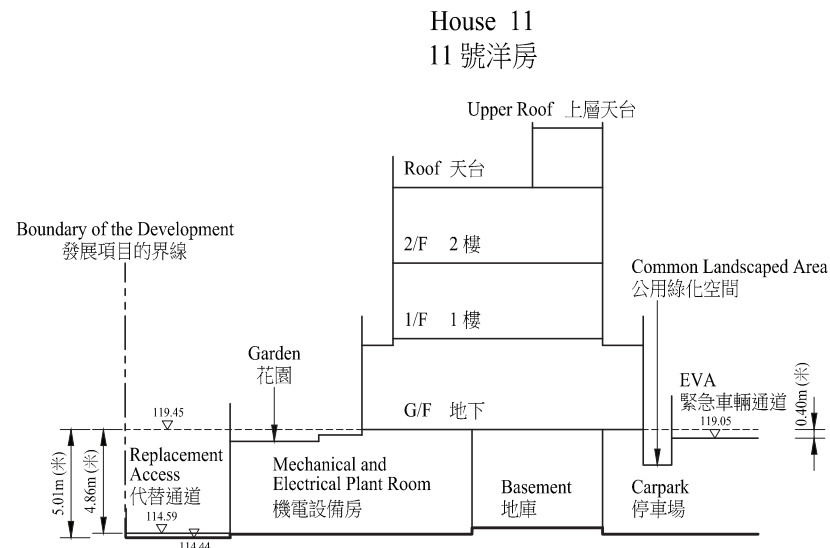 House 11
11 號洋房
Upper Roof 上層天台
Roof 天台
Boundary of the Development
發展項目的界線
2/F 2 樓
Common Landscaped Area
公用綠化空間
1/F 1 樓
Garden
花園
EVA
緊急車輛通道
119.05
0.40m (米)
G/F 地下
119.45
5.01m (米)
4.86m (米)
Replacement
Access
代替通道
114.59
114.44
Mechanical and
Electrical Plant Room
機電設備房
Basement
地庫
Carpark
停車場